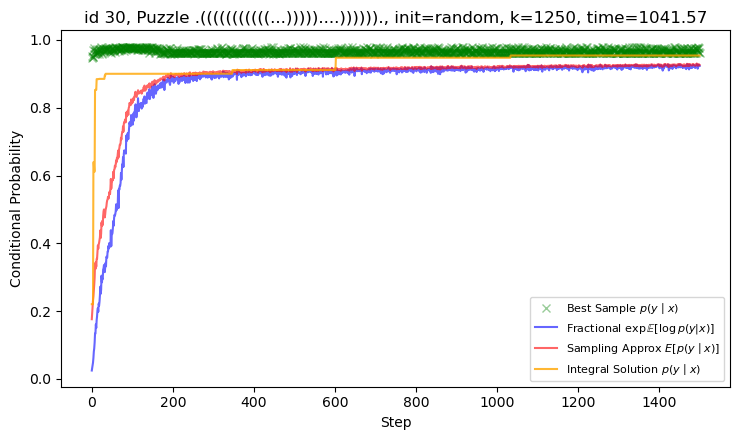 id 30, Puzzle .(((((((((((...)))))....)))))).,  init=random, k=1250, time=1041.57
1.0
0.8
0.6
0.4
0.2
0.0
Conditional Probability
Best Sample p(y | x)
Fractional exp𝔼[log p(y|x)]
Sampling Approx E[p(y | x)]
Integral Solution p(y | x)
0 200 400 600 800 1000 1200 1400
Step